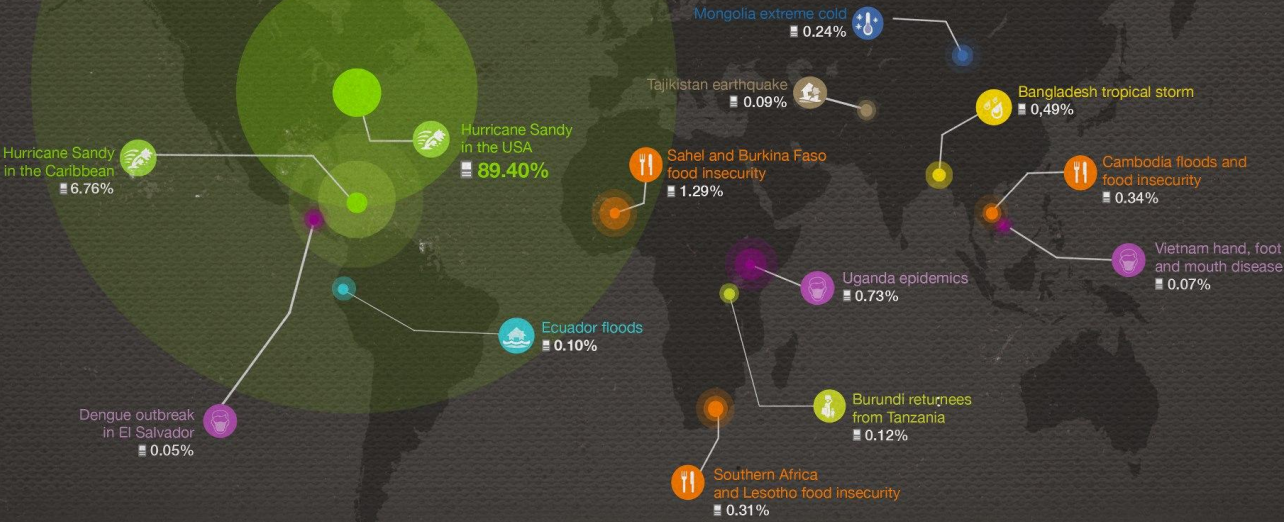 Mongolia extreme cold
0.24%
Tajikistan earthquake
0.09%
Bangladesh tropical storm
0,49%
Hurricane Sandy
in the USA
89.40%
Hurricane Sandy
in the Caribbean
6.76%
Sahel and Burkina Faso
food insecurity
1.29%
Cambodia floods and
food insecurity
0.34%
Vietnam hand, foot
and mouth disease
0.07%
Uganda epidemics
0.73%
Ecuador floods
0.10%
Burundi returnees
from Tanzania
0.12%
Dengue outbreak
in El Salvador
0.05%
Southern Africa
and Lesotho food insecurity
0.31%